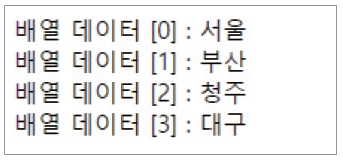 배열 데이터 [0] : 서울
배열 데이터 [1] : 부산
배열 데이터 [2] : 청주
배열 데이터 [3] : 대구